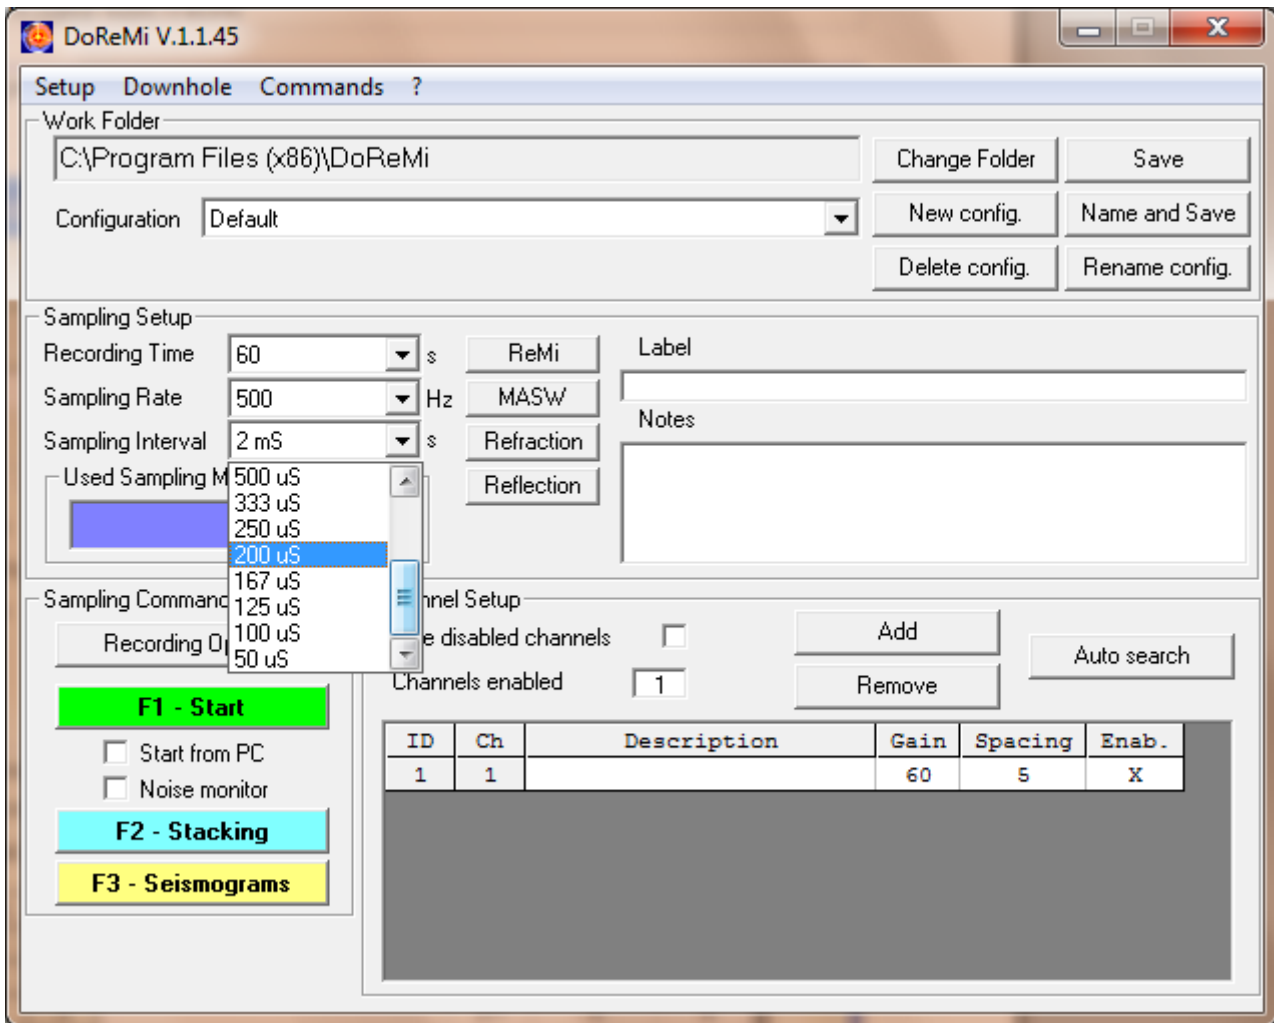 DoReMi V.1.1.45
Setup Downhole Commands ?
Work Folder
C:\Program Files (x86)\DoReMi
Change Folder
Save
Configuration
Default
New config.
Name and Save
Delete config.
Rename config.
Sampling Setup
Recording Time
60
s
ReMi
Label
Sampling Rate
500
Hz
MASW
Notes
Sampling Interval
2 mS
s
Refraction
Used Sampling M
Reflection
500 uS
333 uS
250 uS
200 uS
167 uS
125 uS
100 uS
50 uS
Sampling Command
Recording Op
F1 - Start
Start from PC
Noise monitor
F2 - Stacking
F3 - Seismograms
nnel Setup
e disabled channels
Add
Auto search
Channels enabled
1
Remove
ID Ch Description Gain Spacing Enab.
1 1 60 5 X